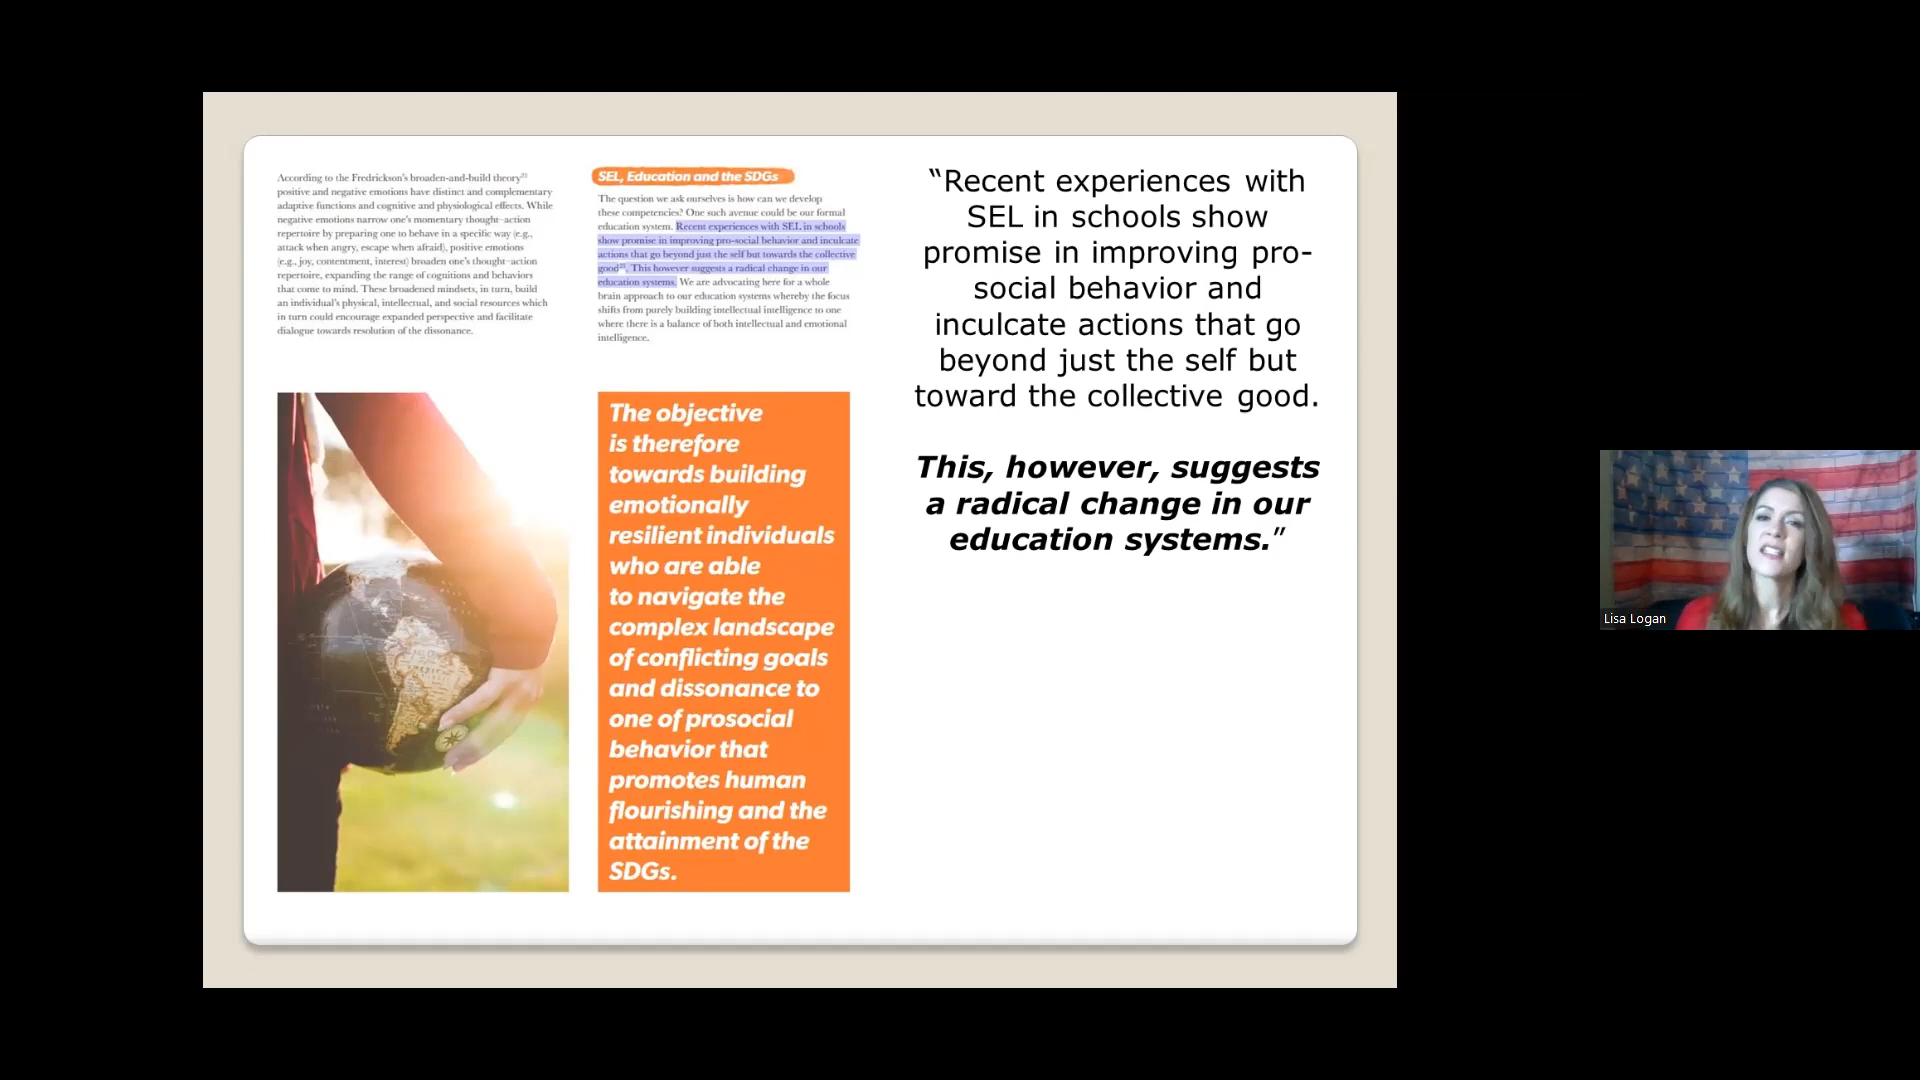 According to the Fredrickson's broaden-and-build theory²¹
positive and negative emotions have distinct and complementary
adaptive functions and cognitive and physiological effects. While
negative emotions narrow one's momentary thought–action
repertoire by preparing one to behave in a specific way (e.g.,
attack when angry, escape when afraid), positive emotions
(e.g., joy, contentment, interest) broaden one's thought–action
repertoire, expanding the range of cognitions and behaviors
that come to mind. These broadened mindsets, in turn, build
an individual's physical, intellectual, and social resources which
in turn could encourage expanded perspective and facilitate
dialogue towards resolution of the dissonance.
SEL, Education and the SDGs
The question we ask ourselves is how can we develop
these competencies? One such avenue could be our formal
education system. Recent experiences with SEL in schools
show promise in improving pro-social behavior and inculcate
actions that go beyond just the self but towards the collective
good. This however suggests a radical change in our
education systems. We are advocating here for a whole
brain approach to our education systems whereby the focus
shifts from purely building intellectual intelligence to one
where there is a balance of both intellectual and emotional
intelligence.
The objective
is therefore
towards building
emotionally
resilient individuals
who are able
to navigate the
complex landscape
of conflicting goals
and dissonance to
one of prosocial
behavior that
promotes human
flourishing and the
attainment of the
SDGs.
“Recent experiences with
SEL in schools show
promise in improving pro-
social behavior and
inculcate actions that go
beyond just the self but
toward the collective good.
This, however, suggests
a radical change in our
education systems.”
Lisa Logan